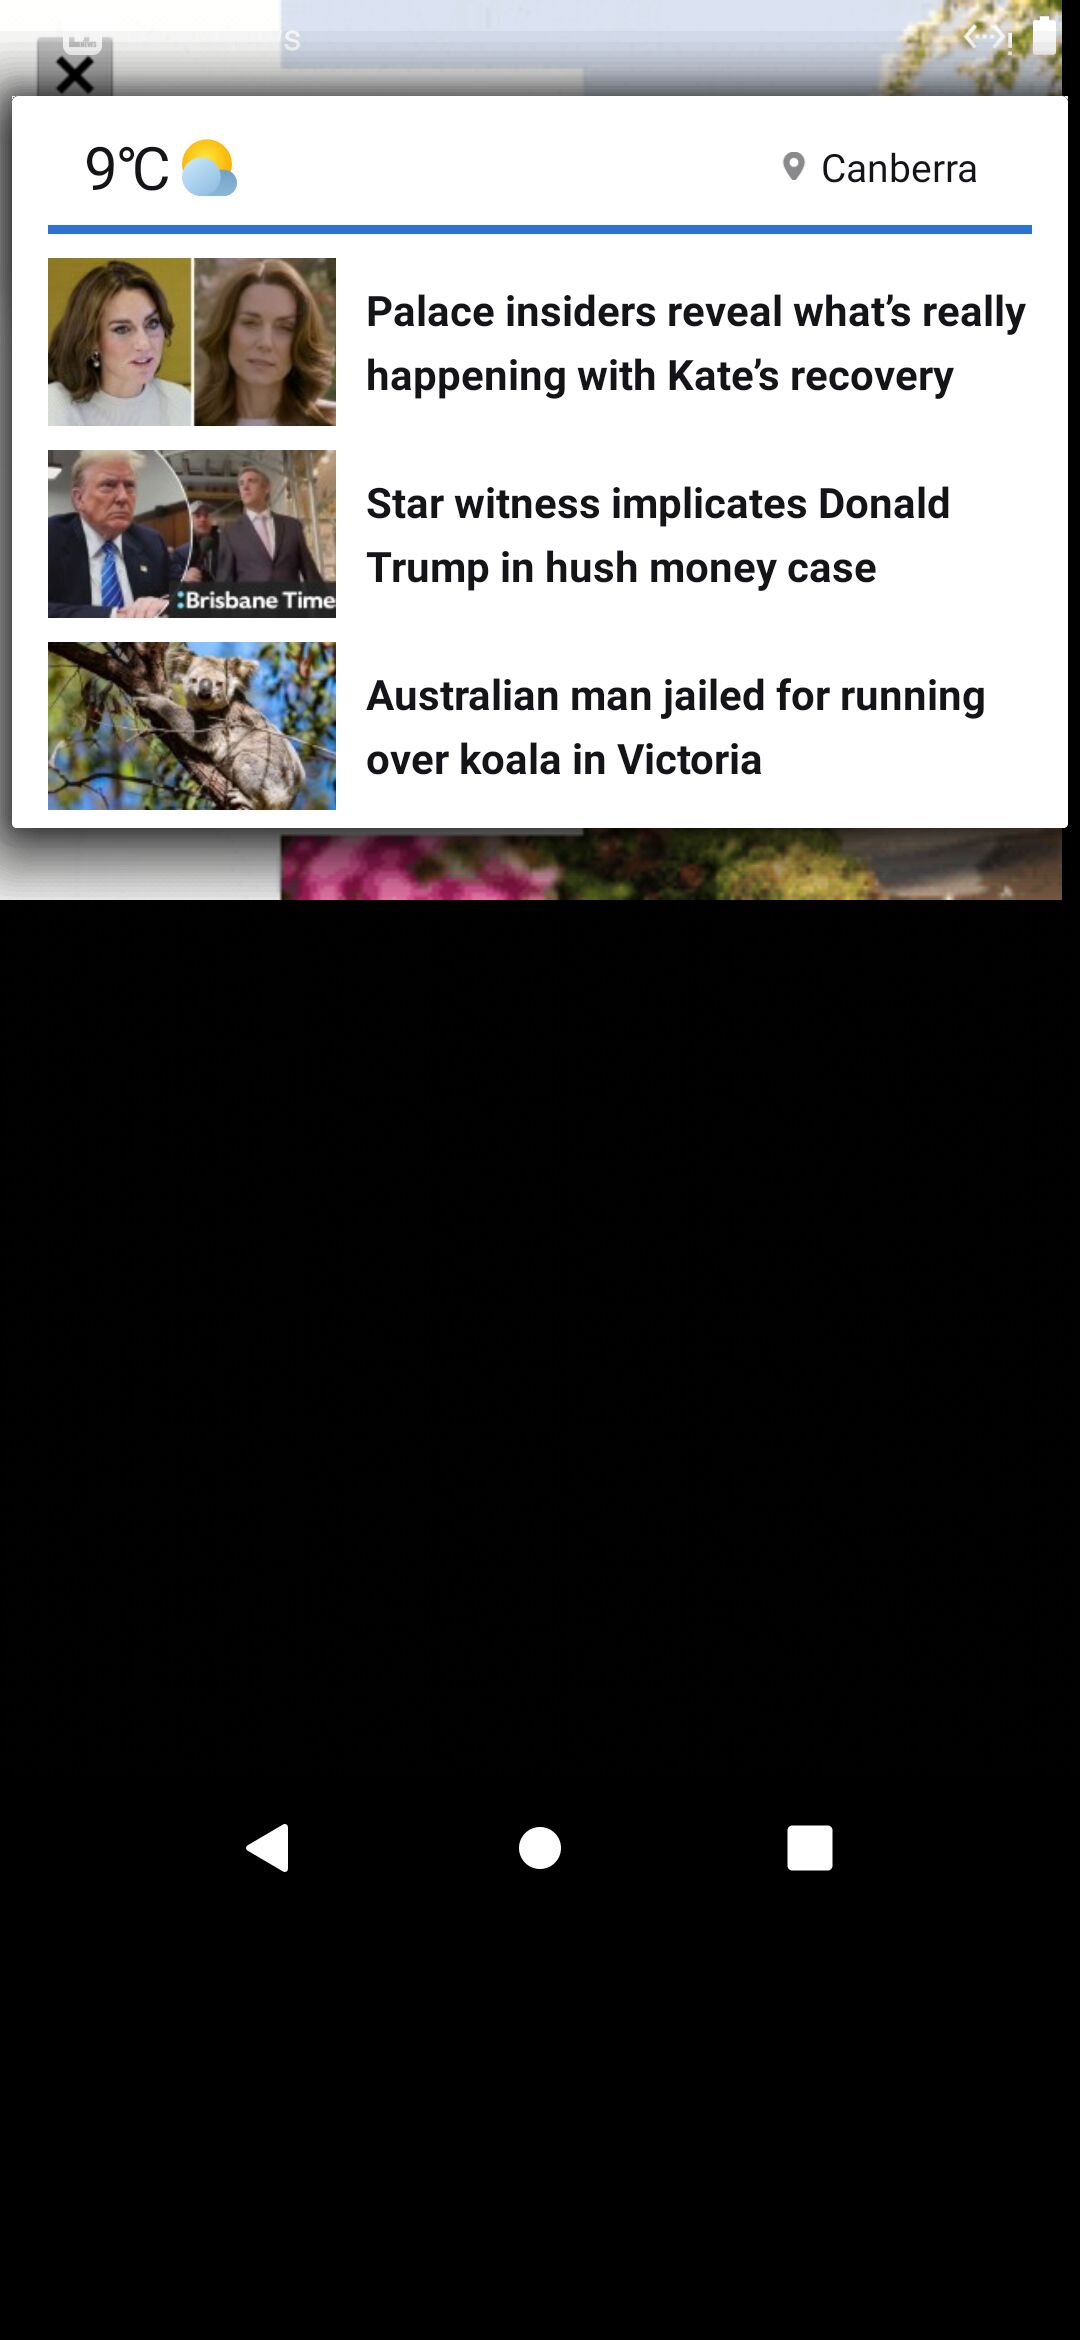 9°C
Canberra
Palace insiders reveal what’s really
happening with Kate’s recovery
Star witness implicates Donald
Trump in hush money case
:Brisbane Time
Australian man jailed for running
over koala in Victoria